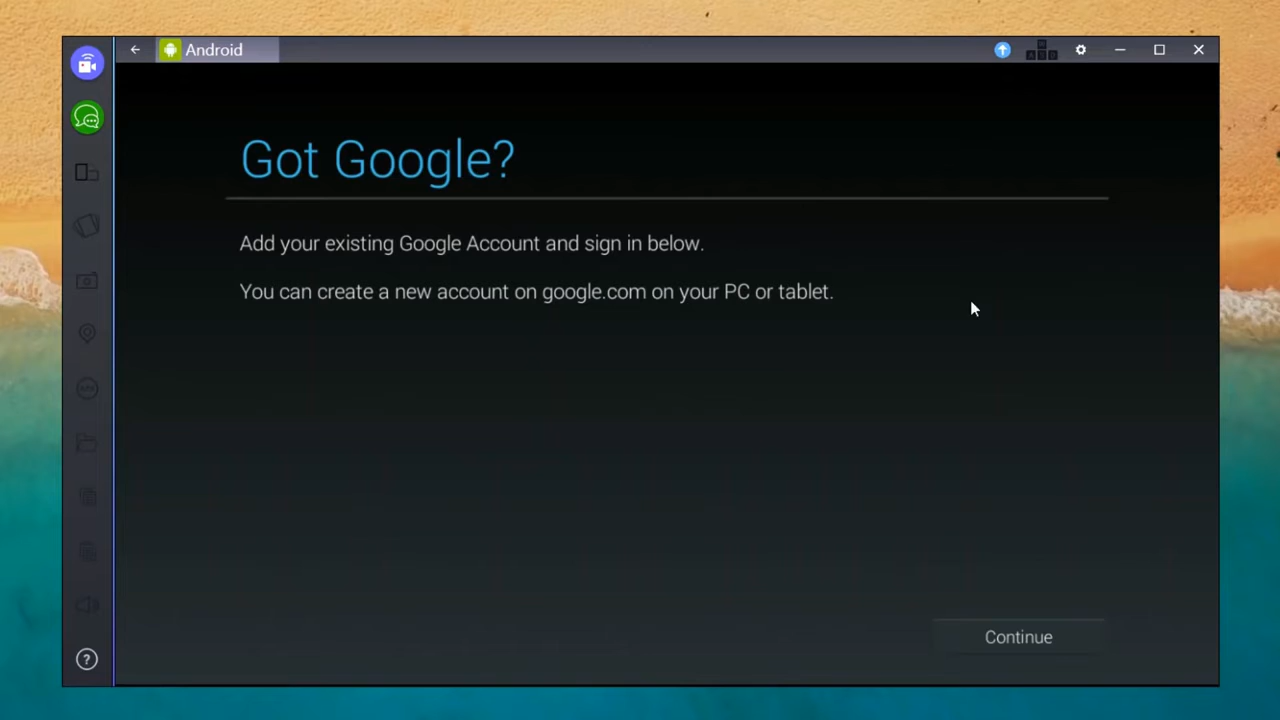 Android
Got Google?
Add your existing Google Account and sign in below.
You can create a new account on google.com on your PC or tablet.
Continue